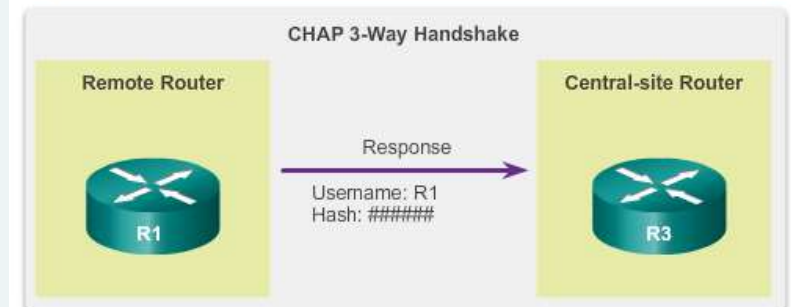 CHAP 3-Way Handshake
Remote Router
Central-site Router
Response
Username: R1
Hash: ######
R1
R3